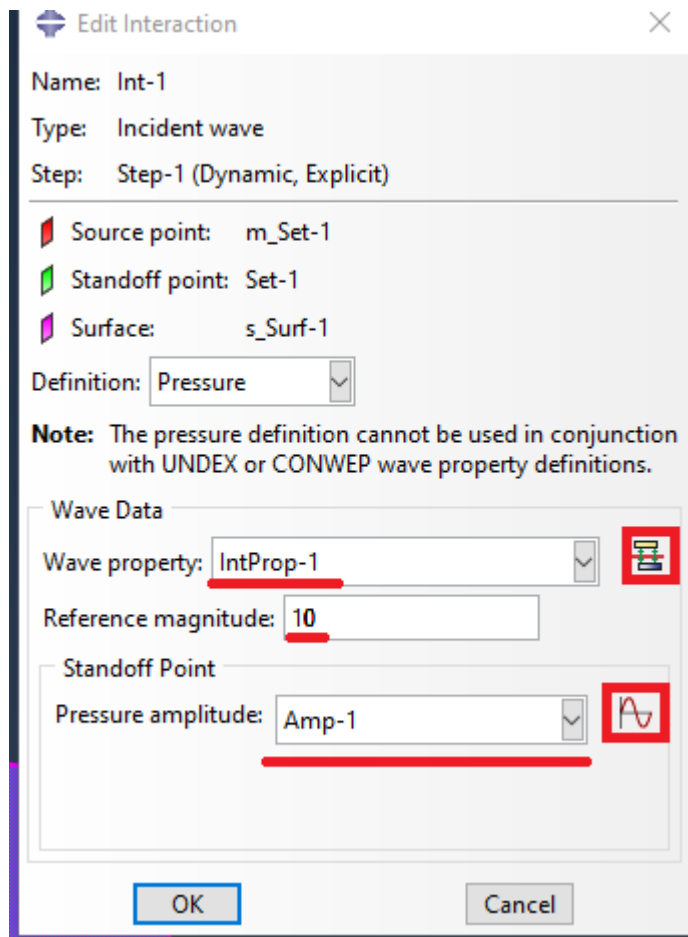 Edit Interaction
Name: Int-1
Type: Incident wave
Step: Step-1 (Dynamic, Explicit)
Source point: m_Set-1
Standoff point: Set-1
Surface: s_Surf-1
Definition: Pressure
Note: The pressure definition cannot be used in conjunction
with UNDEX or CONWEP wave property definitions.
Wave Data
Wave property: IntProp-1
Reference magnitude: 10
Standoff Point
Pressure amplitude: Amp-1
OK Cancel